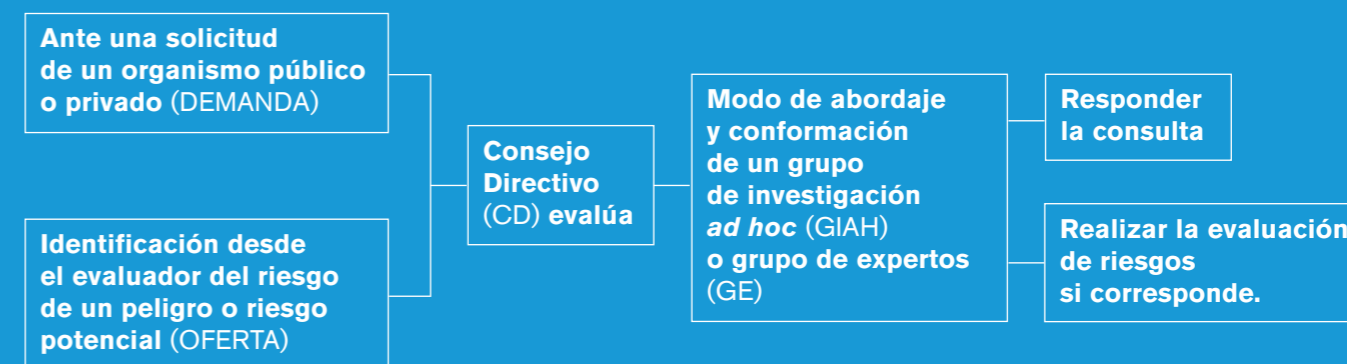 Ante una solicitud
de un organismo público
o privado (DEMANDA)
Identificación desde
el evaluador del riesgo
de un peligro o riesgo
potencial (OFERTA)
Consejo
Directivo
(CD) evalúa
Modo de abordaje
y conformación
de un grupo
de investigación
ad hoc (GIAH)
o grupo de expertos
(GE)
Responder
la consulta
Realizar la evaluación
de riesgos
si corresponde.